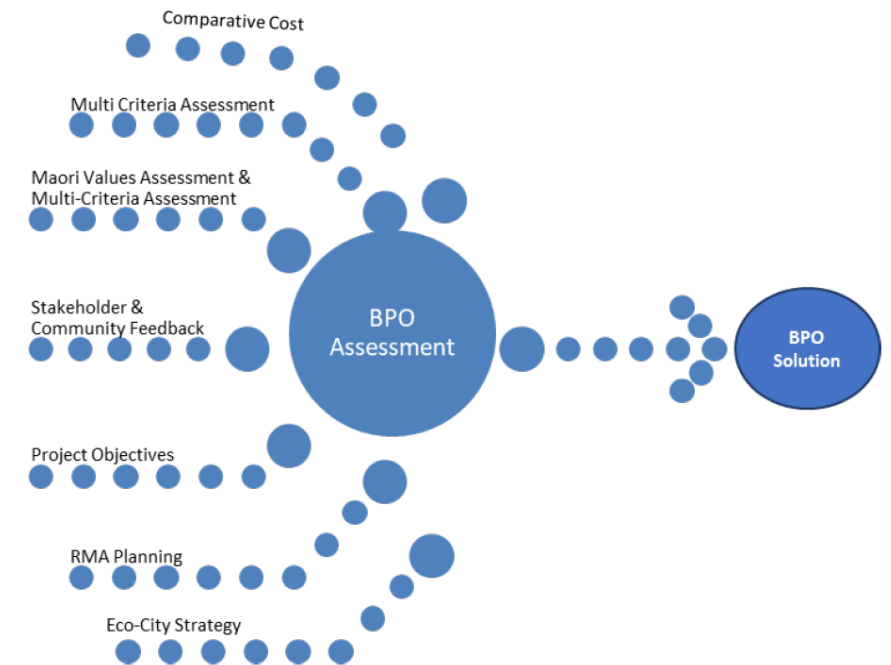 Comparative Cost
Multi Criteria Assessment
Maori Values Assessment &
Multi-Criteria Assessment
Stakeholder &
Community Feedback
Project Objectives
RMA Planning
Eco-City Strategy
BPO
Assessment
BPO
Solution